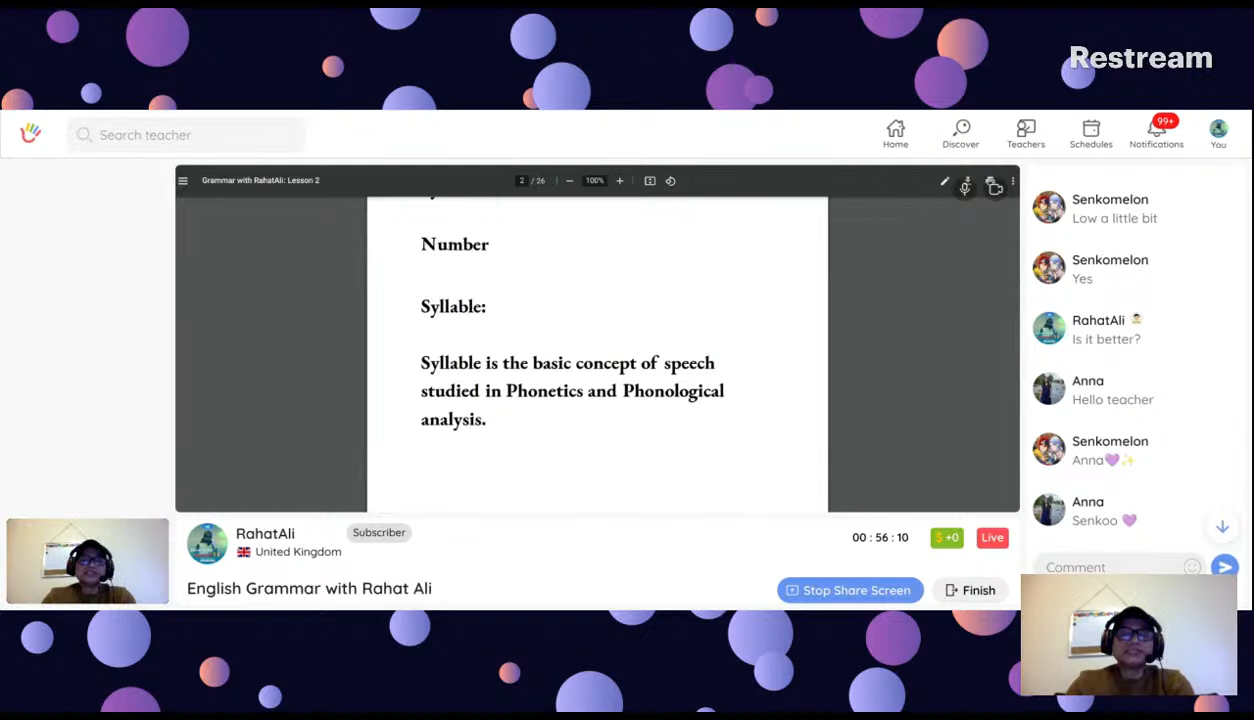 Restream
Search teacher
Home
Discover
Teachers
Schedules
99+
Notifications
You
Grammar with RahatAli: Lesson 2
2 / 26
100%
Number
Syllable:
Syllable is the basic concept of speech
studied in Phonetics and Phonological
analysis.
Senkomelon
Low a little bit
Senkomelon
Yes
RahatAli
Is it better?
Anna
Hello teacher
Senkomelon
Anna💜✨
Anna
Senkoo 💜
Comment
RahatAli
Subscriber
United Kingdom
00 : 56 : 10
$ +0
Live
English Grammar with Rahat Ali
Stop Share Screen
Finish